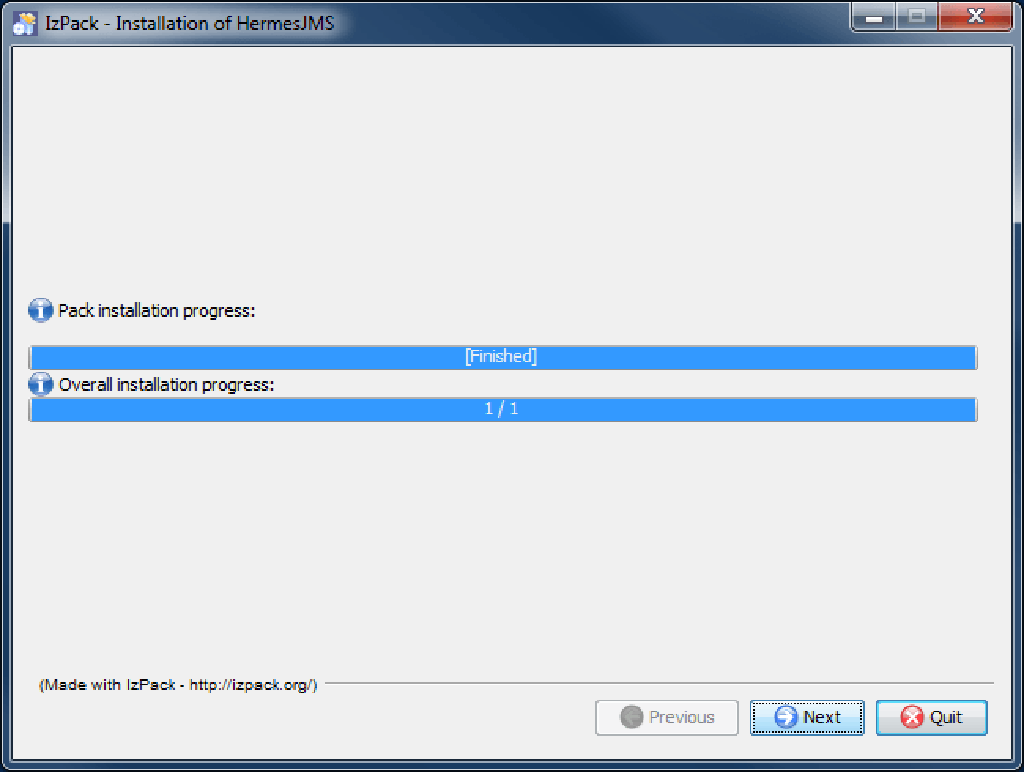 IzPack - Installation of HermesJMS
Pack installation progress:
[Finished]
Overall installation progress:
1 / 1
(Made with IzPack - http://izpack.org/)
Previous Next Quit